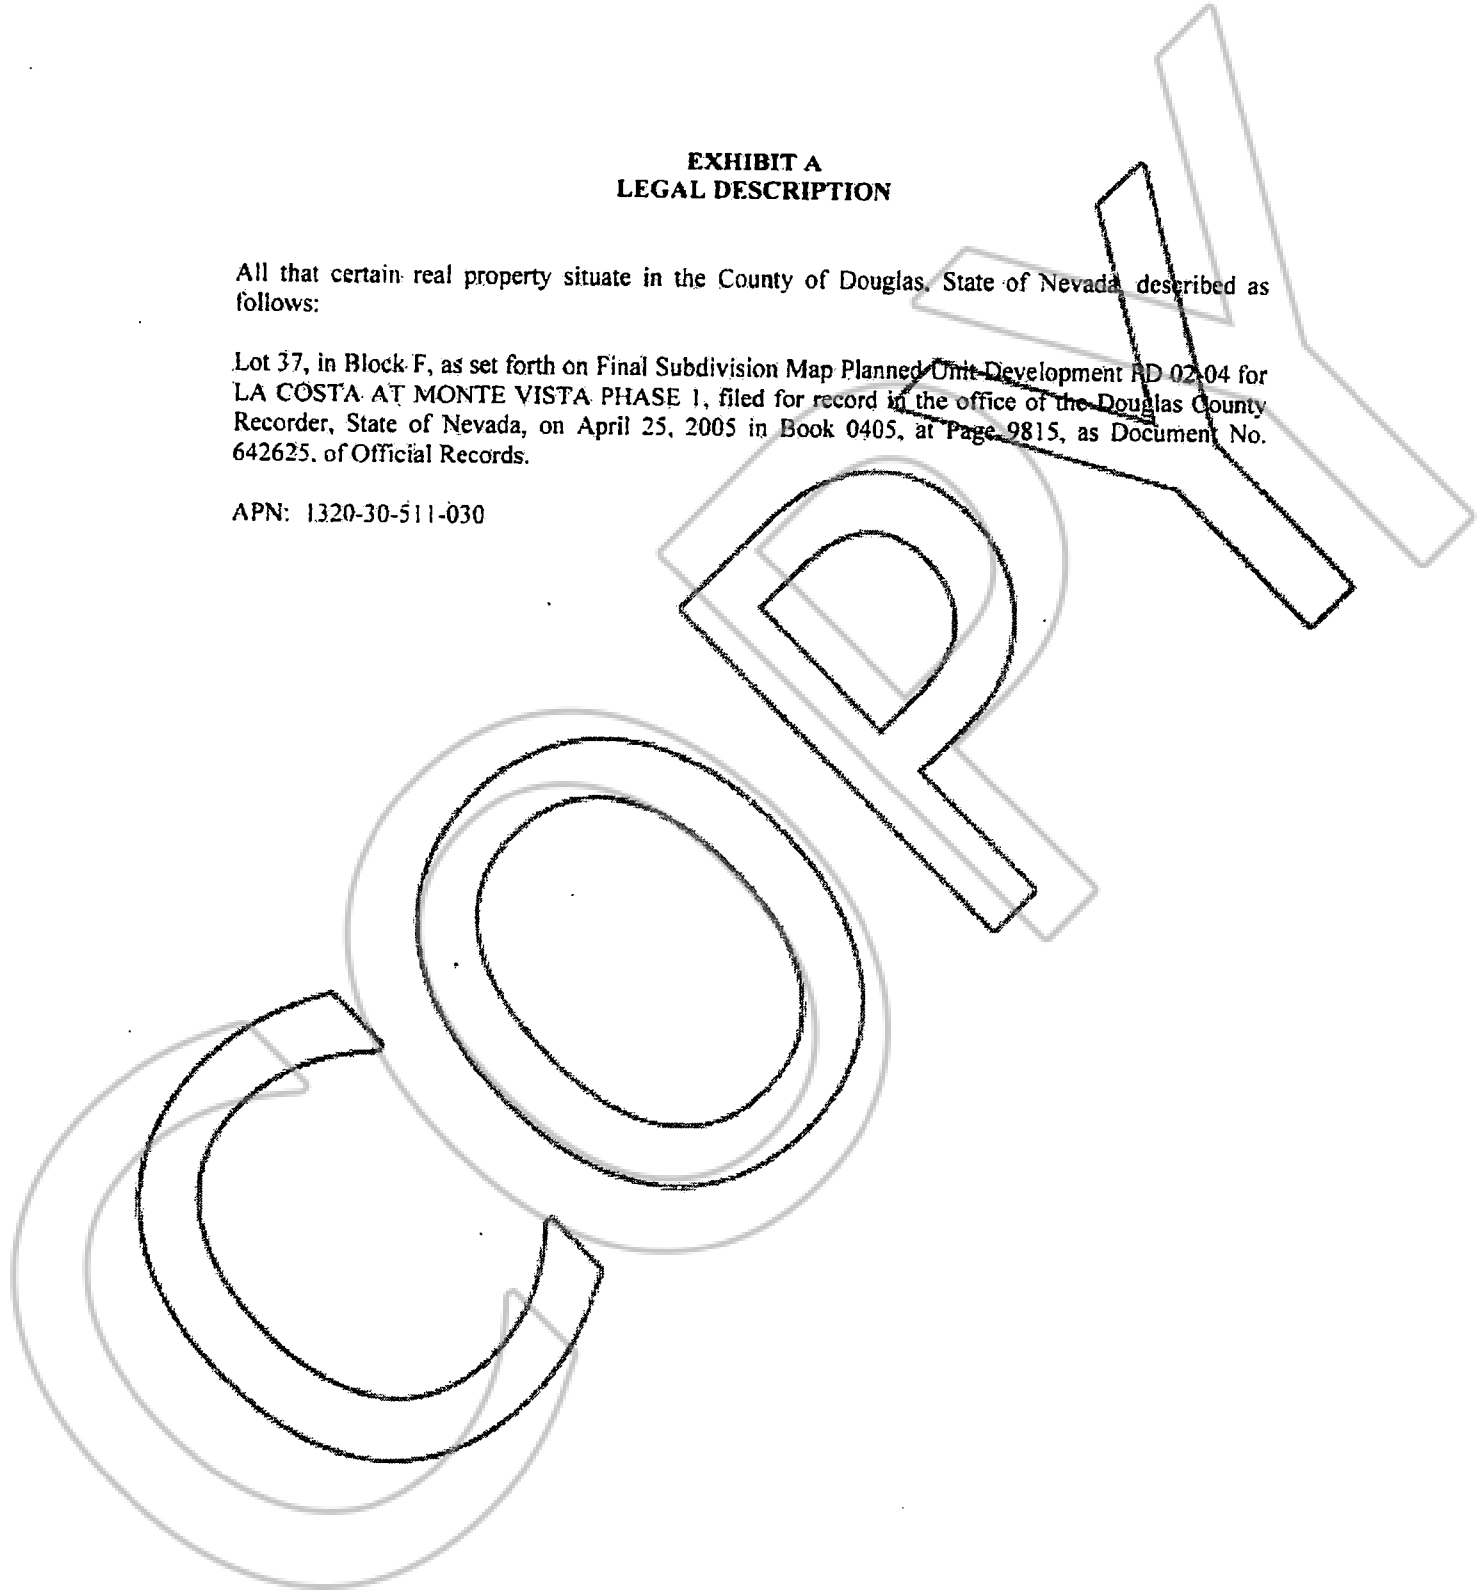 EXHIBIT A
LEGAL DESCRIPTION
All that certain real property situate in the County of Douglas, State of Nevada, described as
follows:
Lot 37, in Block F, as set forth on Final Subdivision Map Planned Unit Development PD 02-04 for
LA COSTA AT MONTE VISTA PHASE 1, filed for record in the office of the Douglas County
Recorder, State of Nevada, on April 25, 2005 in Book 0405, at Page 9815, as Document No.
642625, of Official Records.
APN: 1320-30-511-030
COPY
COPY